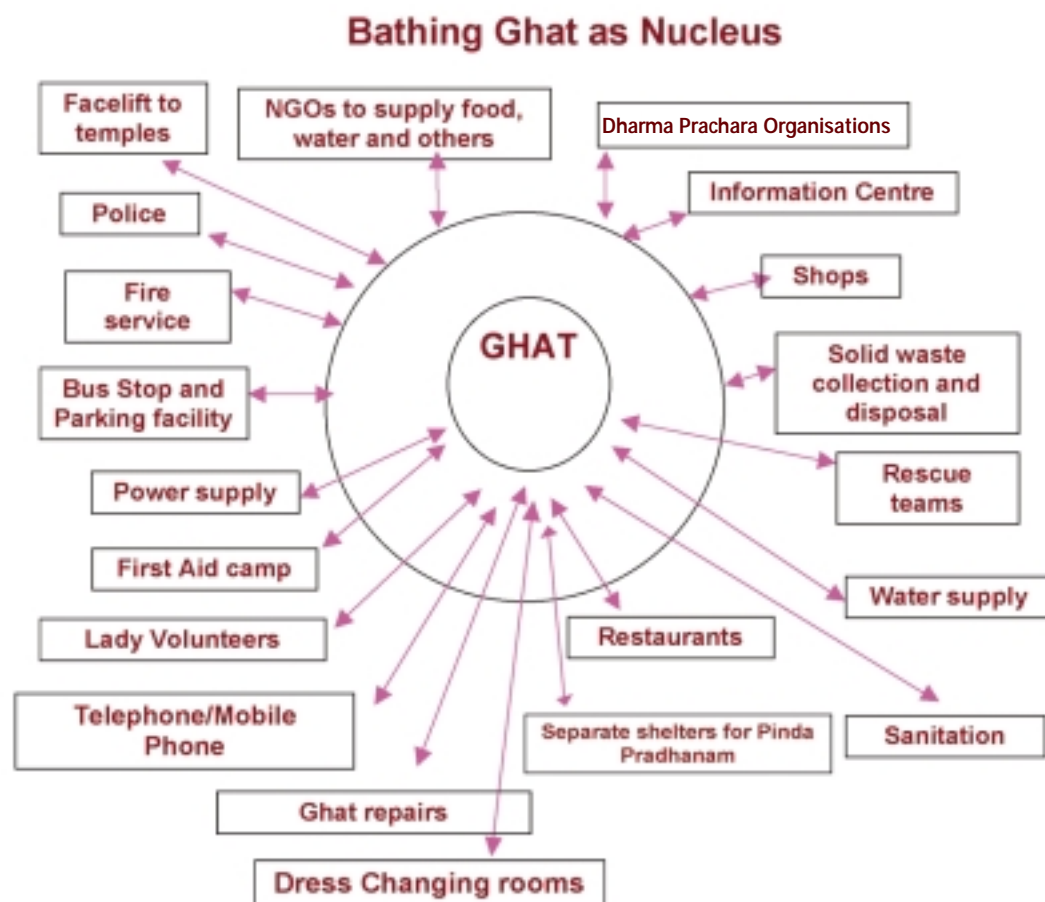 Bathing Ghat as Nucleus
Facelift to
temples
NGOs to supply food,
water and others
Dharma Prachara Organisations
Information Centre
Police
Shops
Fire
service
GHAT
Solid waste
collection and
disposal
Bus Stop and
Parking facility
Rescue
teams
Power supply
First Aid camp
Water supply
Lady Volunteers
Restaurants
Telephone/Mobile
Phone
Separate shelters for Pinda
Pradhanam
Sanitation
Ghat repairs
Dress Changing rooms